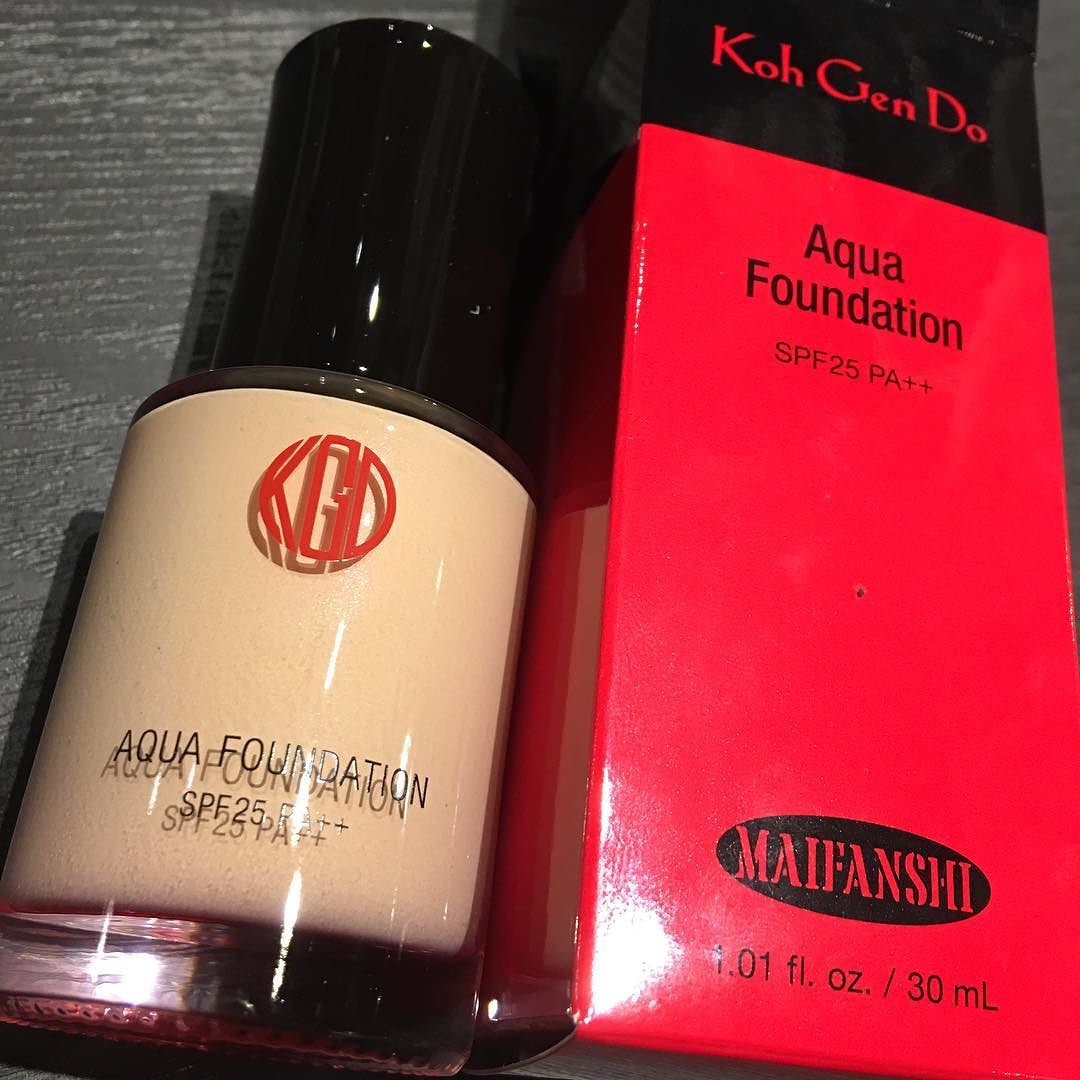 KGD
AQUA FOUNDATION
SPF25 PA++
Koh Gen Do
Aqua
Foundation
SPF25 PA++
MAIFANSHI
1.01 fl. oz. / 30 mL